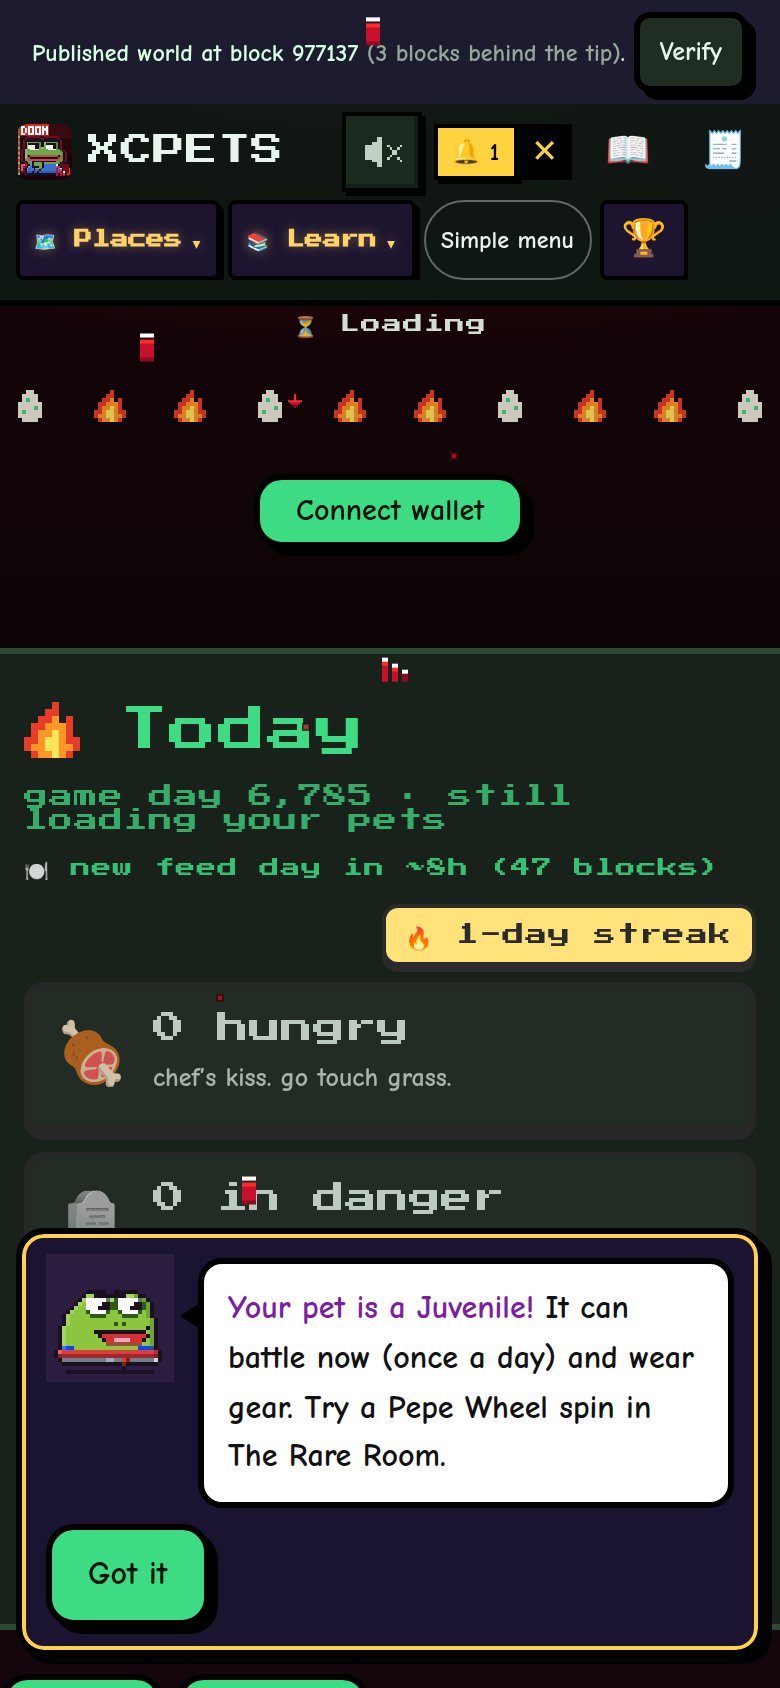 Published world at block 977137 (3 blocks behind the tip).
Verify
DOOM
XCPETS
1
Places
Learn
Simple menu
Loading
Connect wallet
Today
game day 6,785 · still
loading your pets
new feed day in ~8h (47 blocks)
1-day streak
0 hungry
chef's kiss. go touch grass.
0 in danger
Your pet is a Juvenile! It can
battle now (once a day) and wear
gear. Try a Pepe Wheel spin in
The Rare Room.
Got it